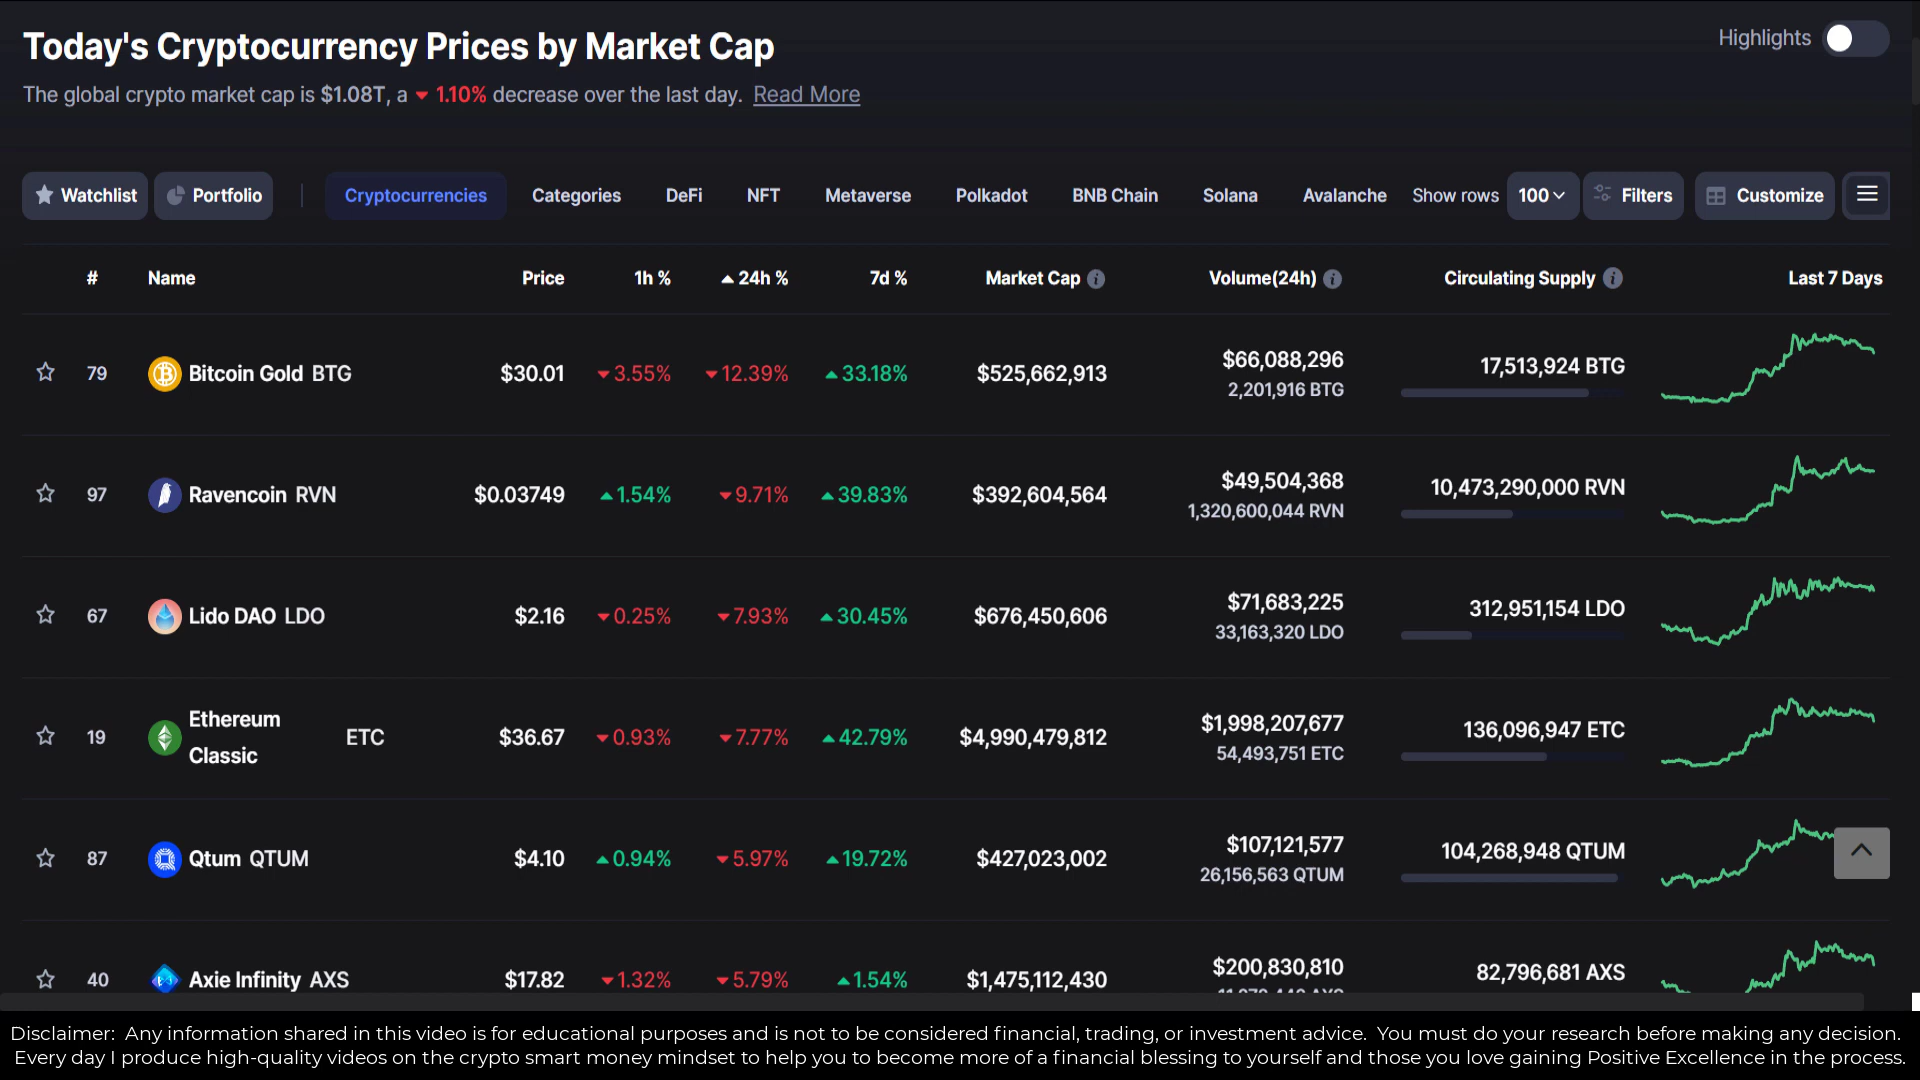 Today's Cryptocurrency Prices by Market Cap
Highlights
The global crypto market cap is $1.08T, a 1.10% decrease over the last day. Read More
Watchlist Portfolio Cryptocurrencies Categories DeFi NFT Metaverse Polkadot BNB Chain Solana Avalanche Show rows 100 Filters Customize
# Name Price 1h % 24h % 7d % Market Cap Volume(24h) Circulating Supply Last 7 Days
79 Bitcoin Gold BTG $30.01 3.55% 12.39% 33.18% $525,662,913 $66,088,296 17,513,924 BTG
2,201,916 BTG
97 Ravencoin RVN $0.03749 1.54% 9.71% 39.83% $392,604,564 $49,504,368 10,473,290,000 RVN
1,320,600,044 RVN
67 Lido DAO LDO $2.16 0.25% 7.93% 30.45% $676,450,606 $71,683,225 312,951,154 LDO
33,163,320 LDO
19 Ethereum Classic ETC $36.67 0.93% 7.77% 42.79% $4,990,479,812 $1,998,207,677 136,096,947 ETC
54,493,751 ETC
87 Qtum QTUM $4.10 0.94% 5.97% 19.72% $427,023,002 $107,121,577 104,268,948 QTUM
26,156,563 QTUM
40 Axie Infinity AXS $17.82 1.32% 5.79% 1.54% $1,475,112,430 $200,830,810 82,796,681 AXS
Disclaimer: Any information shared in this video is for educational purposes and is not to be considered financial, trading, or investment advice. You must do your research before making any decision.
Every day I produce high-quality videos on the crypto smart money mindset to help you to become more of a financial blessing to yourself and those you love gaining Positive Excellence in the process.